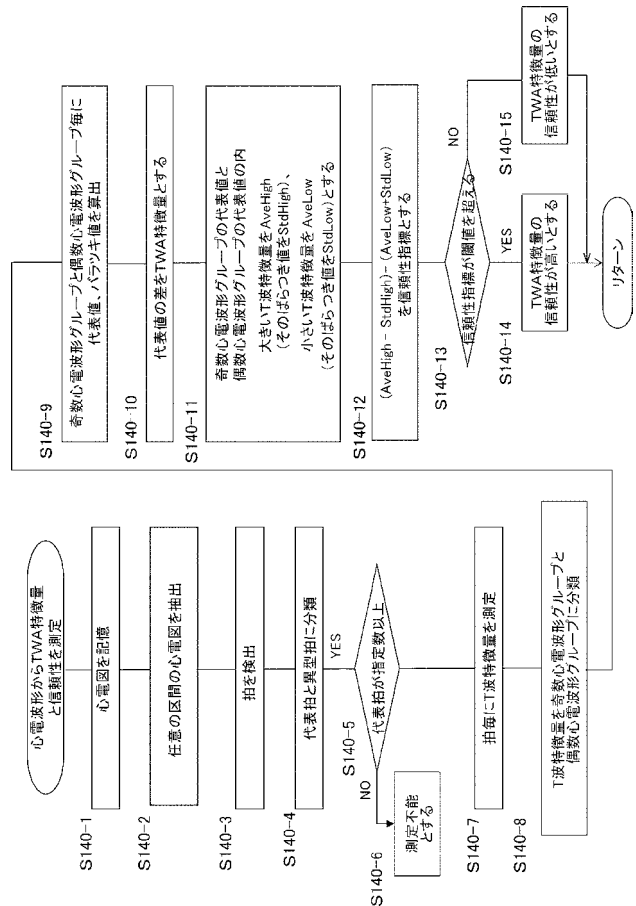 心電波形からTWA特徴量
と信頼性を測定
S140-1
心電図を記憶
S140-2
任意の区間の心電図を抽出
S140-3
拍を検出
S140-4
代表拍と異型拍に分類
YES
S140-5
代表拍が指定数以上
NO
S140-6
測定不能
とする
S140-7
拍毎にT波特徴量を測定
S140-8
T波特徴量を奇数心電波形グループと
偶数心電波形グループに分類
S140-9
奇数心電波形グループと偶数心電波形グループ毎に
代表値、バラツキ値を算出
S140-10
代表値の差をTWA特徴量とする
S140-11
奇数心電波形グループの代表値と
偶数心電波形グループの代表値の内
大きいT波特徴量をAveHigh
(そのばらつき値をStdHigh)、
小さいT波特徴量をAveLow
(そのばらつき値をStdLow)とする
S140-12
(AveHigh - StdHigh)-(AveLow+StdLow)
を信頼性指標とする
S140-13
信頼性指標が閾値を超える
NO
YES
S140-14
TWA特徴量の
信頼性が高いとする
S140-15
TWA特徴量の
信頼性が低いとする
リターン